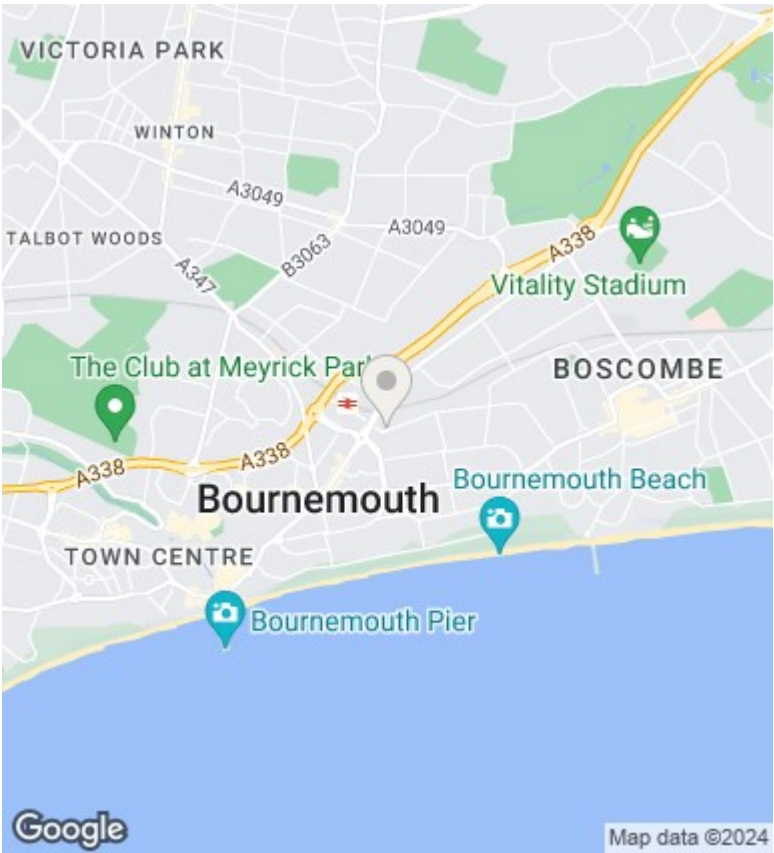 VICTORIA PARK
WINTON
A3049
A3049
TALBOT WOODS
B3063
A347
A338
Vitality Stadium
The Club at Meyrick Park
BOSCOMBE
A338
A338
Bournemouth
Bournemouth Beach
TOWN CENTRE
Bournemouth Pier
Google
Map data ©2024